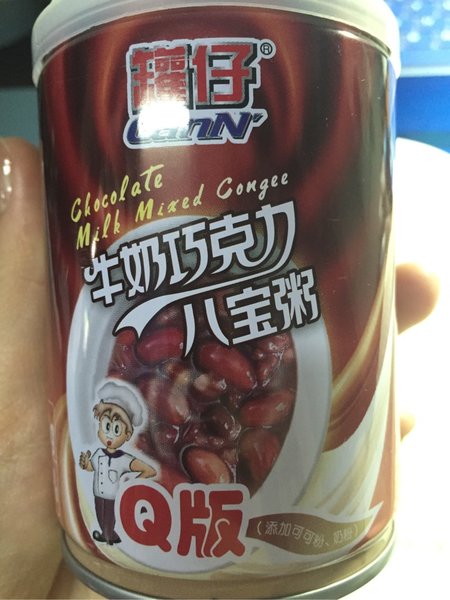 罐仔®
CanN'
Chocolate
Milk Mixed Congee
牛奶巧克力
八宝粥
Q版
(添加可可粉、奶粉)